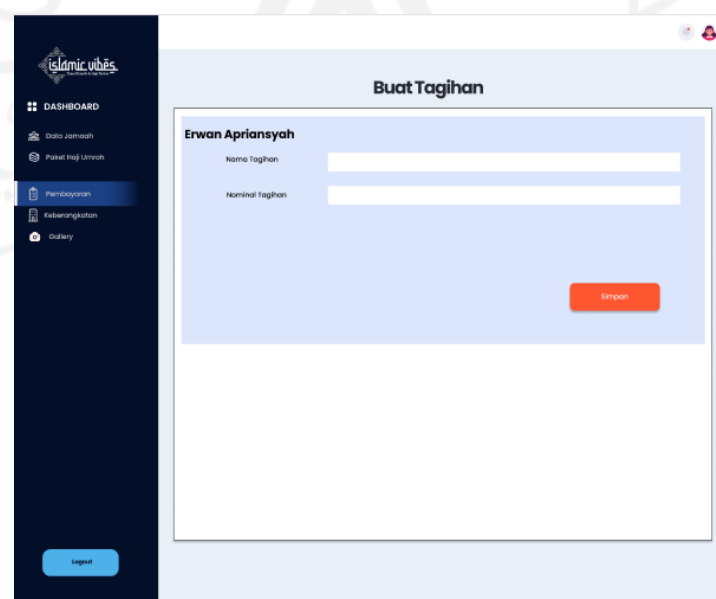 islamic vibes
DASHBOARD
Data Jamaah
Paket Haji Umroh
Pembayaran
Keberangkatan
Gallery
Logout
Buat Tagihan
Erwan Apriansyah
Nama Tagihan
Nominal Tagihan
Simpan